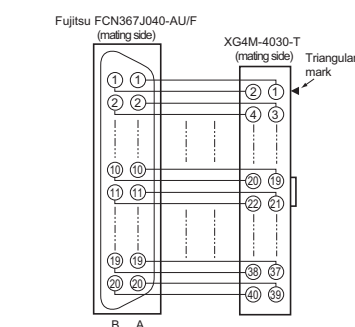 Fujitsu FCN367J040-AU/F
(mating side)
XG4M-4030-T
(mating side)
Triangular
mark
1 1
2 1
2 2
4 3
10 10
20 19
11 11
22 21
19 19
38 37
20 20
40 39
B A